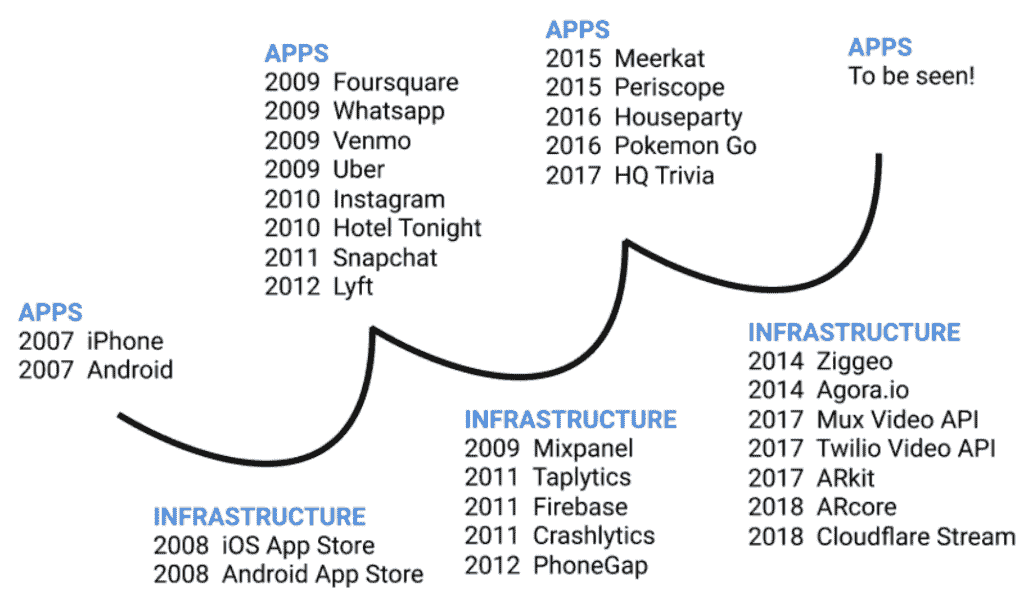 APPS
2007 iPhone
2007 Android
INFRASTRUCTURE
2008 iOS App Store
2008 Android App Store
APPS
2009 Foursquare
2009 Whatsapp
2009 Venmo
2009 Uber
2010 Instagram
2010 Hotel Tonight
2011 Snapchat
2012 Lyft
INFRASTRUCTURE
2009 Mixpanel
2011 Taplytics
2011 Firebase
2011 Crashlytics
2012 PhoneGap
APPS
2015 Meerkat
2015 Periscope
2016 Houseparty
2016 Pokemon Go
2017 HQ Trivia
INFRASTRUCTURE
2014 Ziggeo
2014 Agora.io
2017 Mux Video API
2017 Twilio Video API
2017 ARkit
2018 ARcore
2018 Cloudflare Stream
APPS
To be seen!